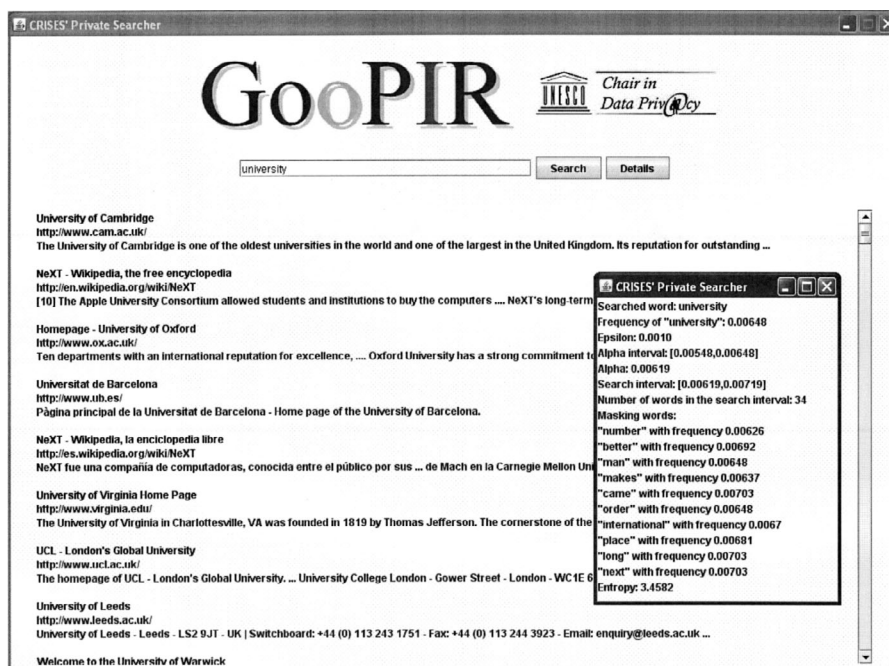 CRISES' Private Searcher
GooPIR
UNESCO
Chair in
Data Priv@cy
university
Search
Details
University of Cambridge
http://www.cam.ac.uk/
The University of Cambridge is one of the oldest universities in the world and one of the largest in the United Kingdom. Its reputation for outstanding ...
NeXT - Wikipedia, the free encyclopedia
http://en.wikipedia.org/wiki/NeXT
[10] The Apple University Consortium allowed students and institutions to buy the computers .... NeXT's long-term
Homepage - University of Oxford
http://www.ox.ac.uk/
Ten departments with an international reputation for excellence, .... Oxford University has a strong commitment
Universitat de Barcelona
http://www.ub.es/
Pàgina principal de la Universitat de Barcelona - Home page of the University of Barcelona.
NeXT - Wikipedia, la enciclopedia libre
http://es.wikipedia.org/wiki/NeXT
NeXT fue una compañía de computadoras, conocida entre el público por sus ... de Mach en la Carnegie Mellon
University of Virginia Home Page
http://www.virginia.edu/
The University of Virginia in Charlottesville, VA was founded in 1819 by Thomas Jefferson. The cornerstone of the
UCL - London's Global University
http://www.ucl.ac.uk/
The homepage of UCL - London's Global University. ... University College London - Gower Street - London - WC1E 6
University of Leeds
http://www.leeds.ac.uk/
University of Leeds - Leeds - LS2 9JT - UK | Switchboard: +44 (0) 113 243 1751 - Fax: +44 (0) 113 244 3923 - Email: enquiry@leeds.ac.uk ...
Welcome to the University of Warwick
CRISES' Private Searcher
Searched word: university
Frequency of "university": 0.00648
Epsilon: 0.0010
Alpha interval: [0.00548,0.00648]
Alpha: 0.00619
Search interval: [0.00619,0.00719]
Number of words in the search interval: 34
Masking words:
"number" with frequency 0.00626
"better" with frequency 0.00692
"man" with frequency 0.00648
"makes" with frequency 0.00637
"came" with frequency 0.00703
"order" with frequency 0.00648
"international" with frequency 0.0067
"place" with frequency 0.00681
"long" with frequency 0.00703
"next" with frequency 0.00703
Entropy: 3.4582